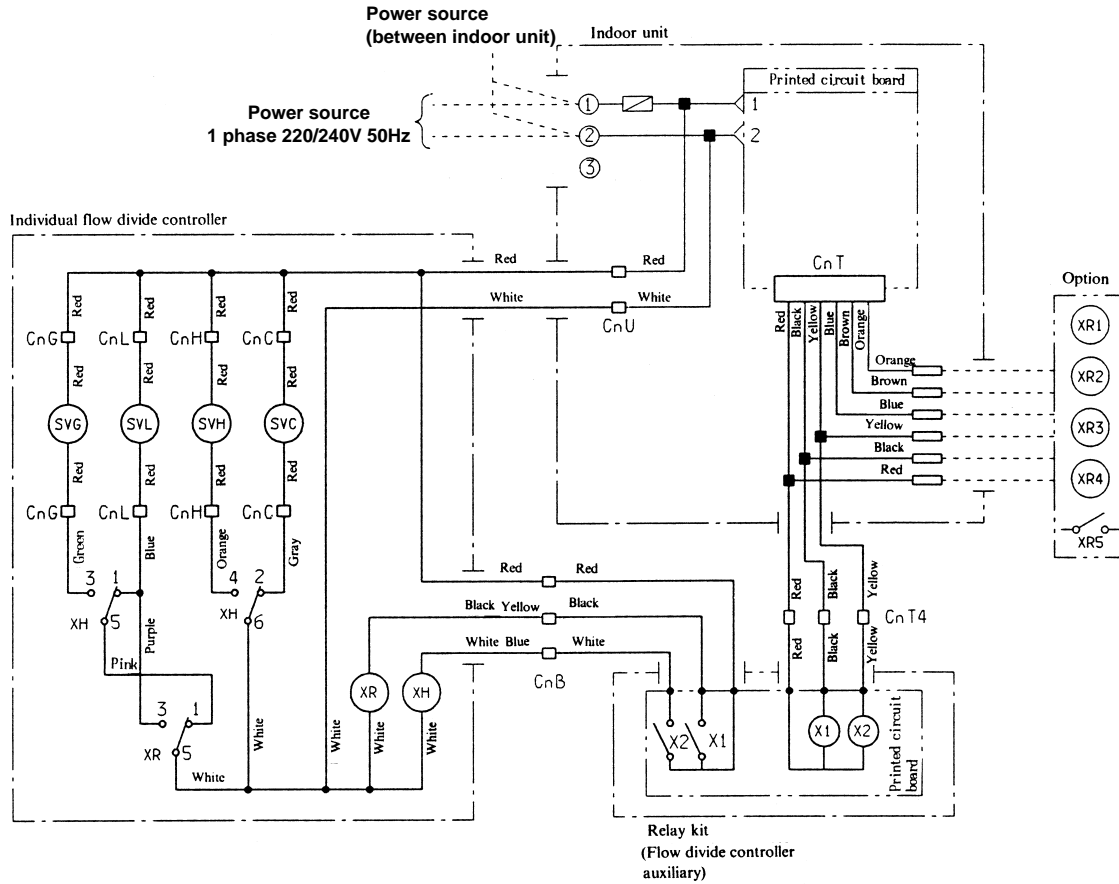 Power source
(between indoor unit)
Indoor unit
Printed circuit board
1
1
Power source
1 phase 220/240V 50Hz
2
2
3
Individual flow divide controller
Red
Red
White
White
CnU
CnT
Option
Red
Black
Yellow
Blue
Brown
Orange
XR1
XR2
XR3
XR4
XR5
Orange
Brown
Blue
Yellow
Black
Red
Red
Red
Red
Red
CnG
CnL
CnH
CnC
Red
Red
Red
Red
SVG
SVL
SVH
SVC
Red
Red
Red
Red
CnG
CnL
CnH
CnC
Green
Blue
Orange
Gray
3
1
4
2
XH
5
XH
6
Purple
Pink
3
1
XR
5
White
White
White
XR
XH
White
White
Red
Red
Black Yellow
Black
White Blue
White
CnB
Red
Black
Yellow
CnT4
Red
Black
Yellow
X2
X1
X1
X2
Printed circuit
board
Relay kit
(Flow divide controller
auxiliary)